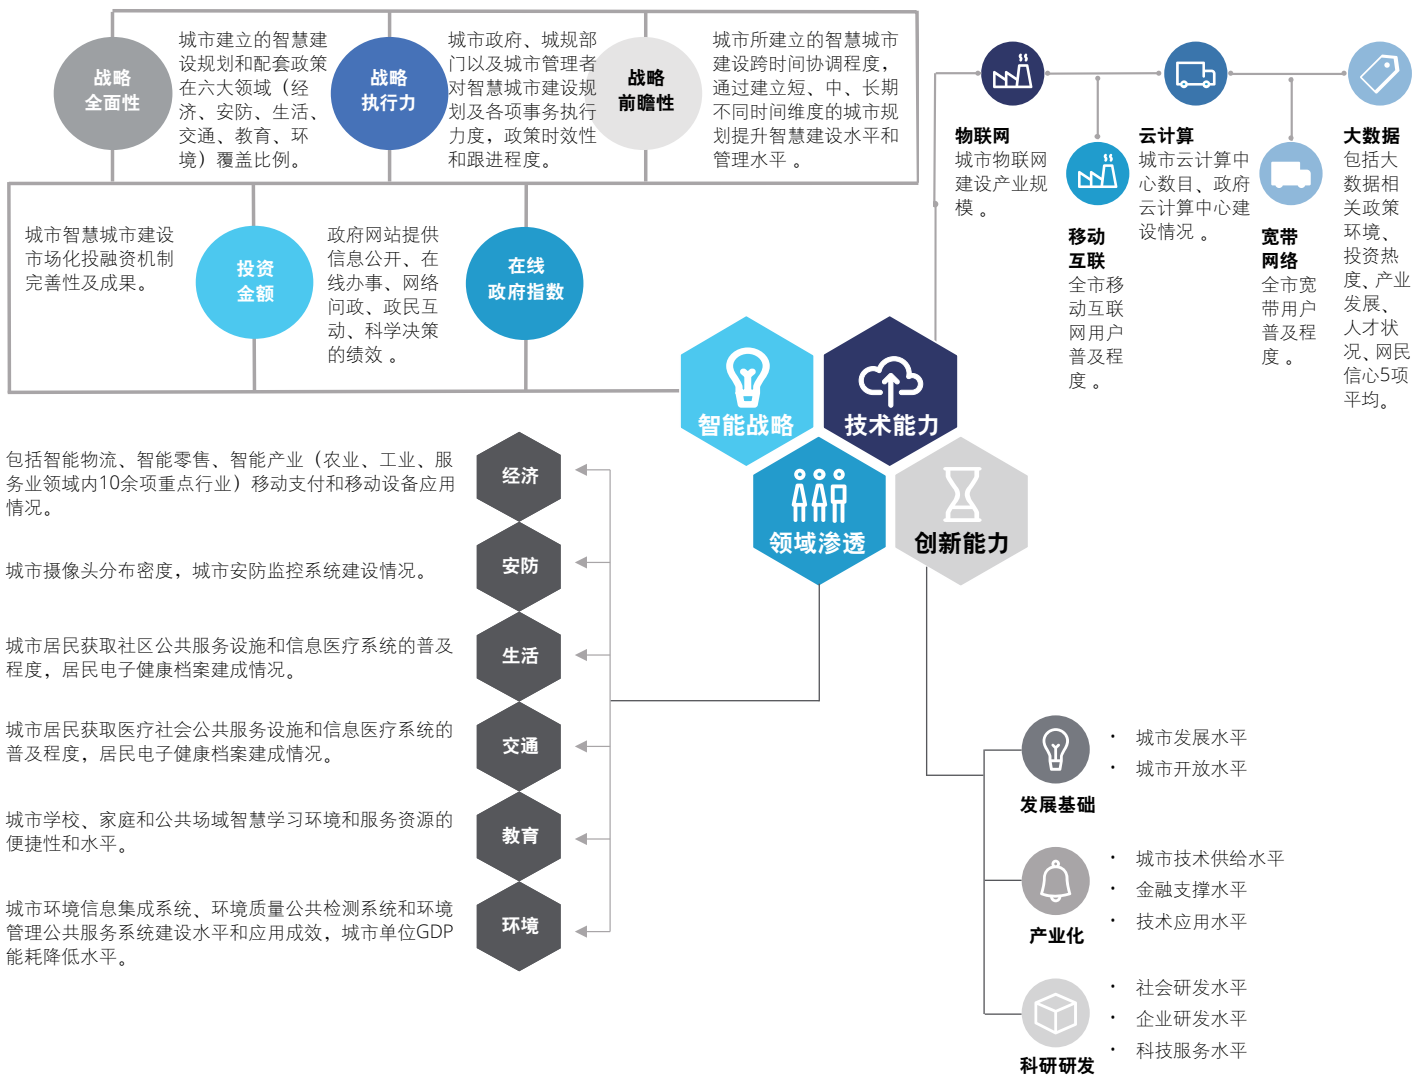 战略
全面性
城市建立的智慧建
设规划和配套政策
在六大领域（经
济、安防、生活、
交通、教育、环
境）覆盖比例。
战略
执行力
城市政府、城规部
门以及城市管理者
对智慧城市建设规
划及各项事务执行
力度，政策时效性
和跟进程度。
战略
前瞻性
城市所建立的智慧城市
建设跨时间协调程度，
通过建立短、中、长期
不同时间维度的城市规
划提升智慧建设水平和
管理水平 。
城市智慧城市建设
市场化投融资机制
完善性及成果。
投资
金额
政府网站提供
信息公开、在
线办事、网络
问政、政民互
动、科学决策
的绩效 。
在线
政府指数
物联网
城市物联网
建设产业规
模 。
移动
互联
全市移
动互联
网用户
普及程
度 。
云计算
城市云计算中
心数目、政府
云计算中心建
设情况 。
宽带
网络
全市宽
带用户
普及程
度 。
大数据
包括大
数据相
关政策
环境、
投资热
度、产业
发展、
人才状
况、网民
信心5项
平均。
智能战略
技术能力
领域渗透
创新能力
包括智能物流、智能零售、智能产业（农业、工业、服
务业领域内10余项重点行业）移动支付和移动设备应用
情况。
经济
城市摄像头分布密度，城市安防监控系统建设情况。
安防
城市居民获取社区公共服务设施和信息医疗系统的普及
程度，居民电子健康档案建成情况。
生活
城市居民获取医疗社会公共服务设施和信息医疗系统的
普及程度，居民电子健康档案建成情况。
交通
城市学校、家庭和公共场域智慧学习环境和服务资源的
便捷性和水平。
教育
城市环境信息集成系统、环境质量公共检测系统和环境
管理公共服务系统建设水平和应用成效，城市单位GDP
能耗降低水平。
环境
发展基础
· 城市发展水平
· 城市开放水平
产业化
· 城市技术供给水平
· 金融支撑水平
· 技术应用水平
科研研发
· 社会研发水平
· 企业研发水平
· 科技服务水平